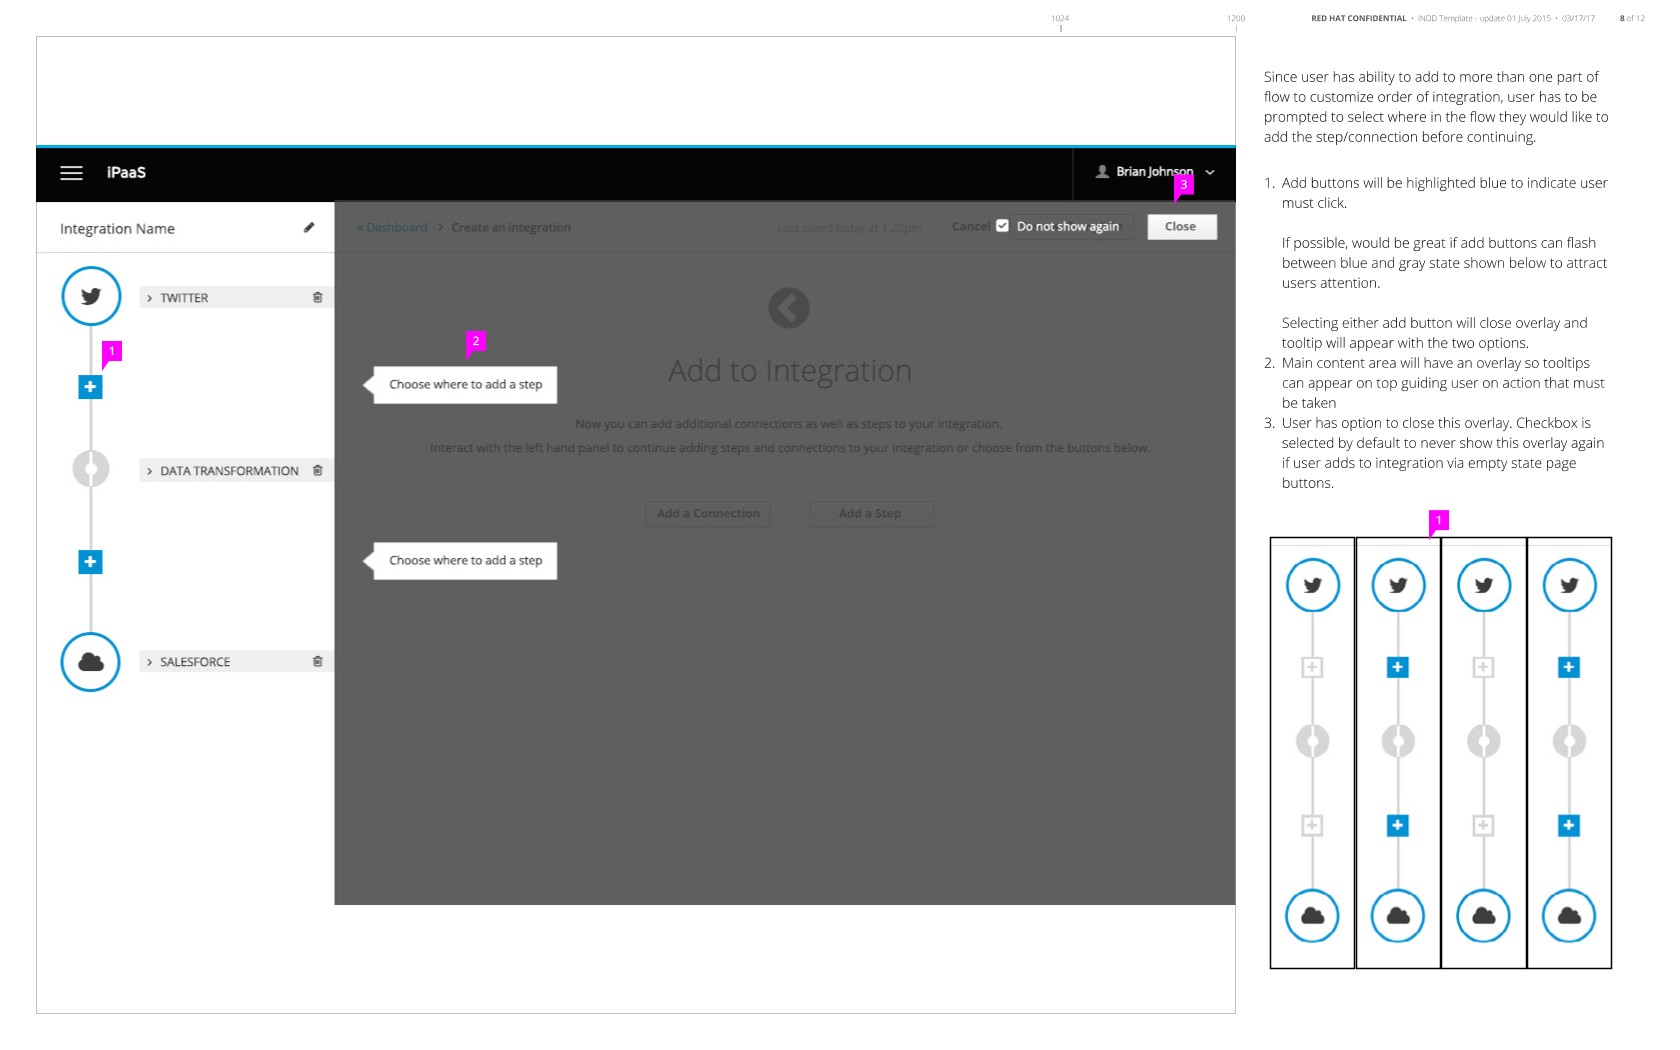 1024
1200
RED HAT CONFIDENTIAL • INOD Template - update 01 July 2015 • 03/17/17 8 of 12
iPaaS
Brian Johnson
3
Integration Name
« Dashboard > Create an integration
Last saved today at 1:20pm
Cancel
Do not show again
Close
TWITTER
1
2
Choose where to add a step
Add to Integration
Now you can add additional connections as well as steps to your integration.
Interact with the left hand panel to continue adding steps and connections to your integration or choose from the buttons below.
DATA TRANSFORMATION
Add a Connection
Add a Step
Choose where to add a step
SALESFORCE
Since user has ability to add to more than one part of
flow to customize order of integration, user has to be
prompted to select where in the flow they would like to
add the step/connection before continuing.
1. Add buttons will be highlighted blue to indicate user
must click.
If possible, would be great if add buttons can flash
between blue and gray state shown below to attract
users attention.
Selecting either add button will close overlay and
tooltip will appear with the two options.
2. Main content area will have an overlay so tooltips
can appear on top guiding user on action that must
be taken
3. User has option to close this overlay. Checkbox is
selected by default to never show this overlay again
if user adds to integration via empty state page
buttons.
1